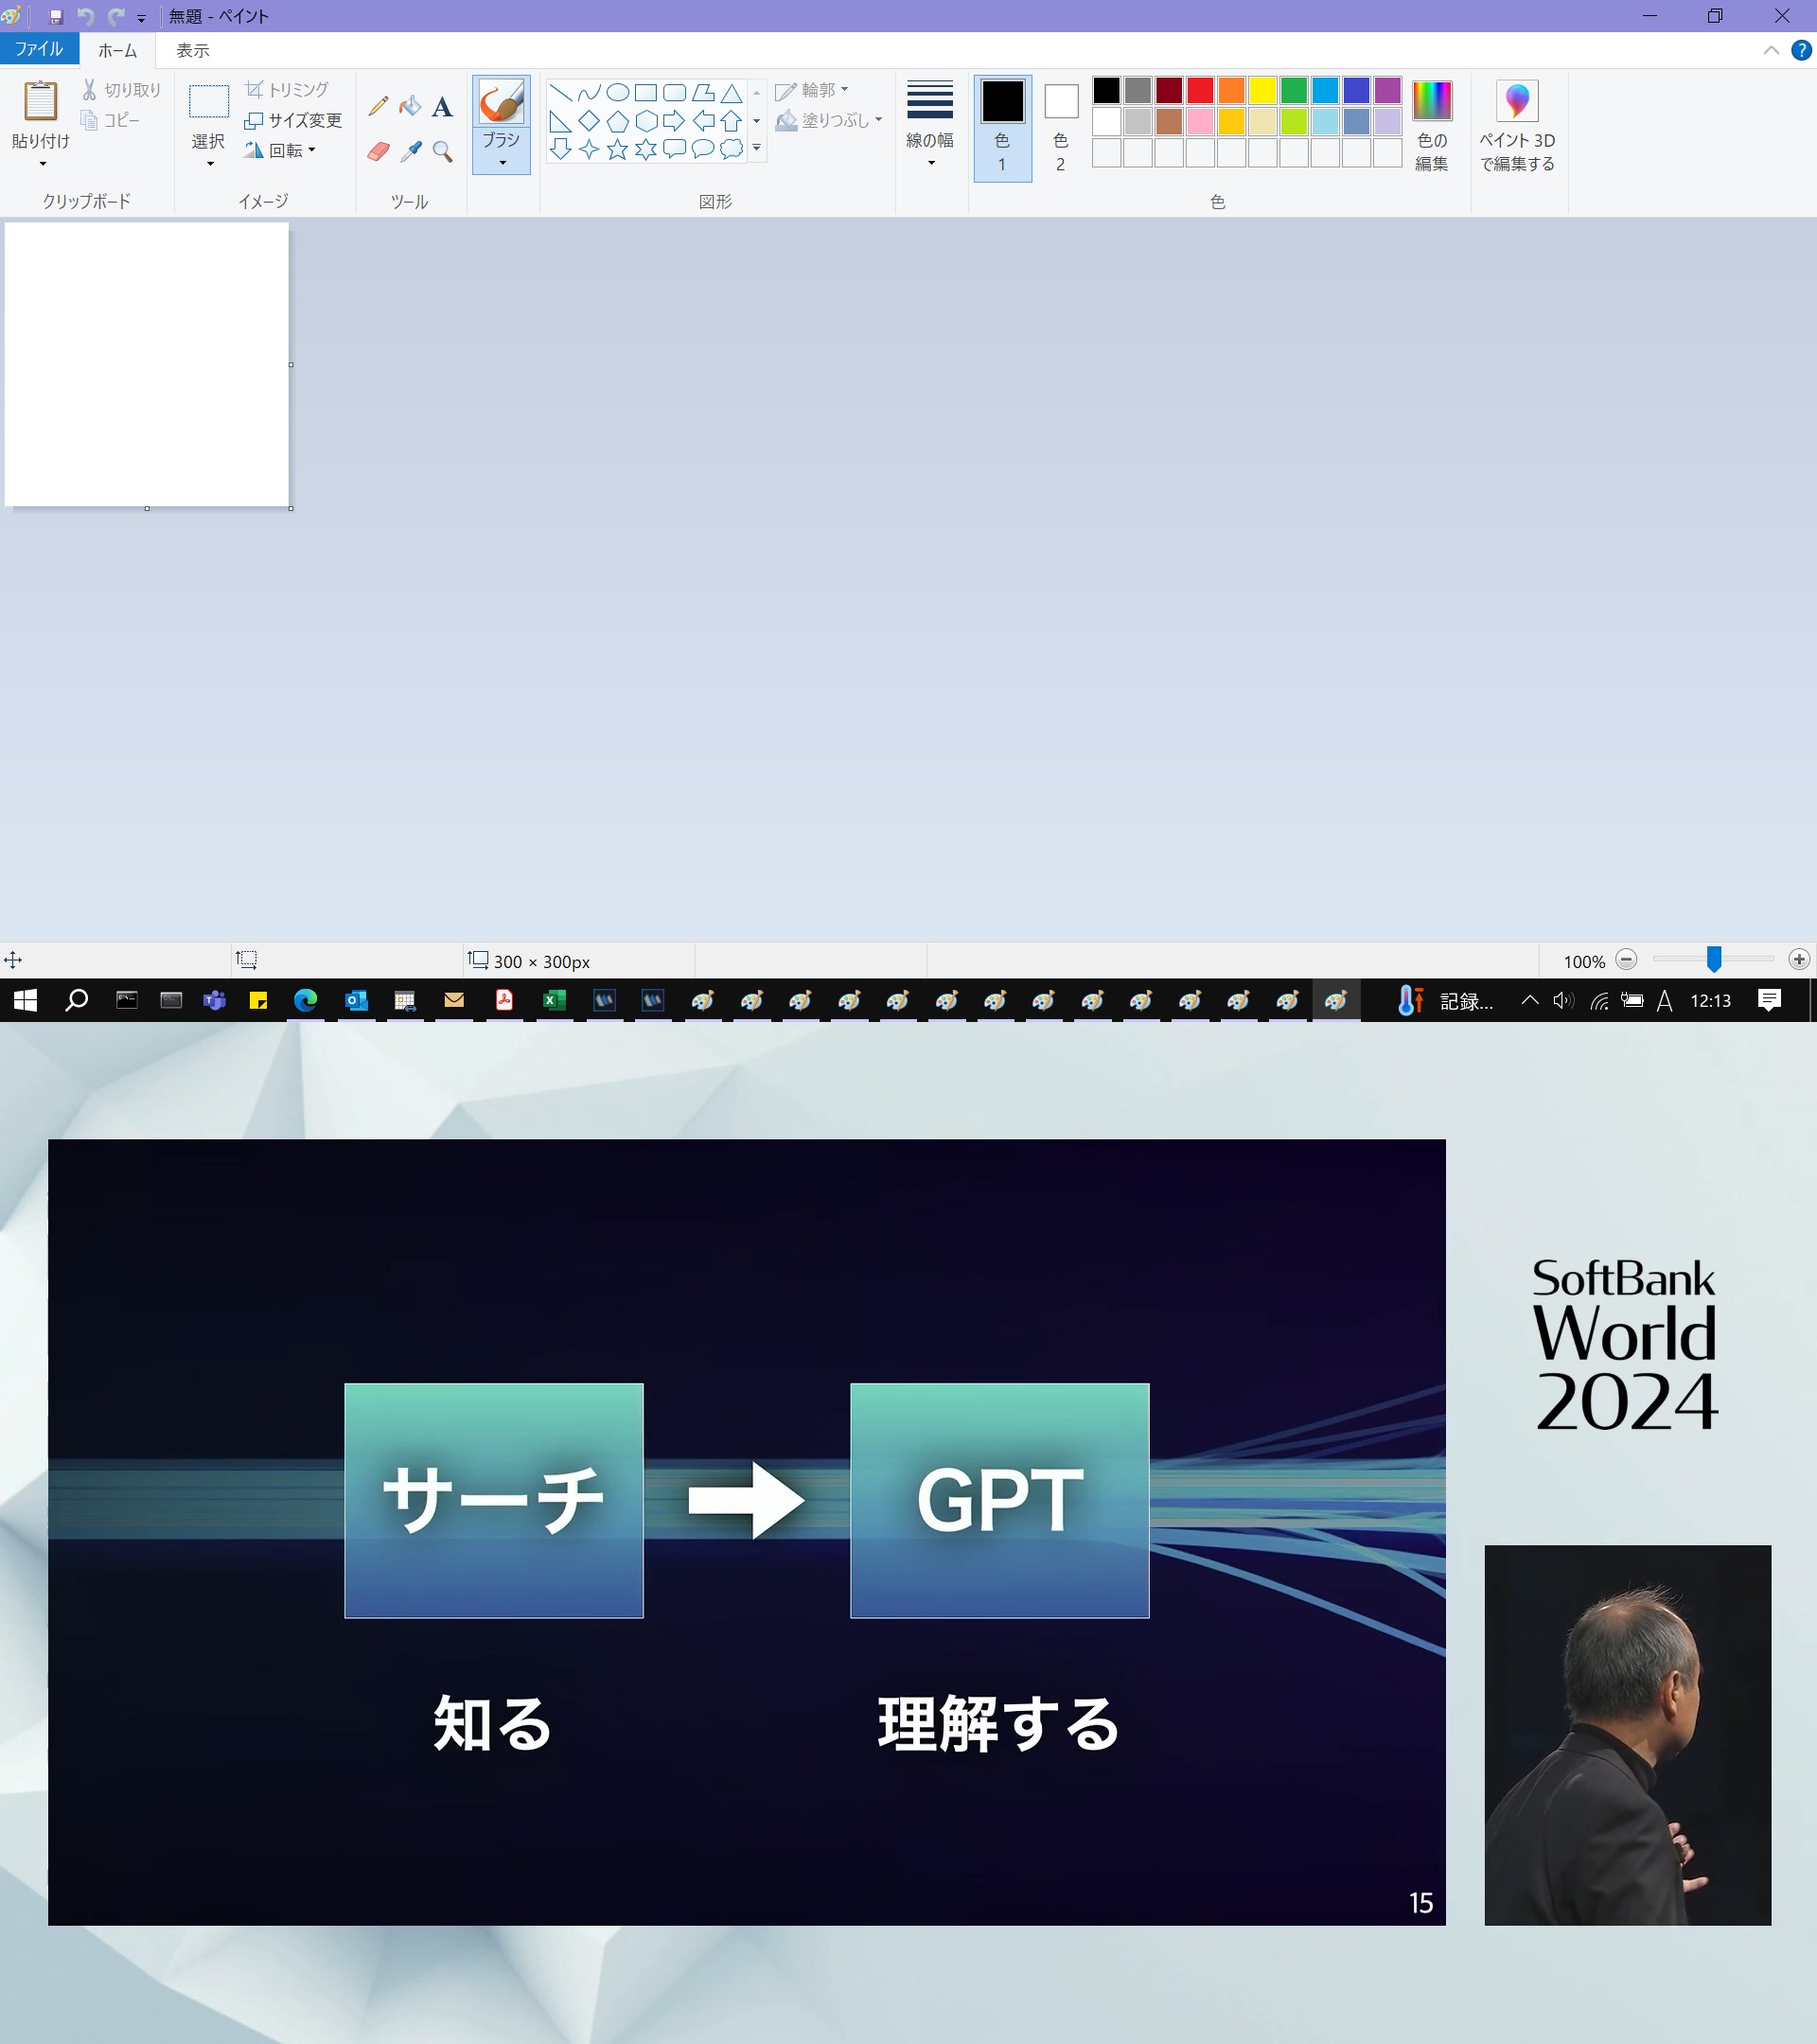 無題 - ペイント
ファイル ホーム 表示
貼り付け
切り取り
コピー
クリップボード
選択
トリミング
サイズ変更
回転
イメージ
A
ツール
ブラシ
図形
輪郭
塗りつぶし
線の幅
色
1
色
2
色
色の
編集
ペイント 3D
で編集する
300 × 300px
100%
記録...
A
12:13
SoftBank
World
2024
サーチ
GPT
知る
理解する
15